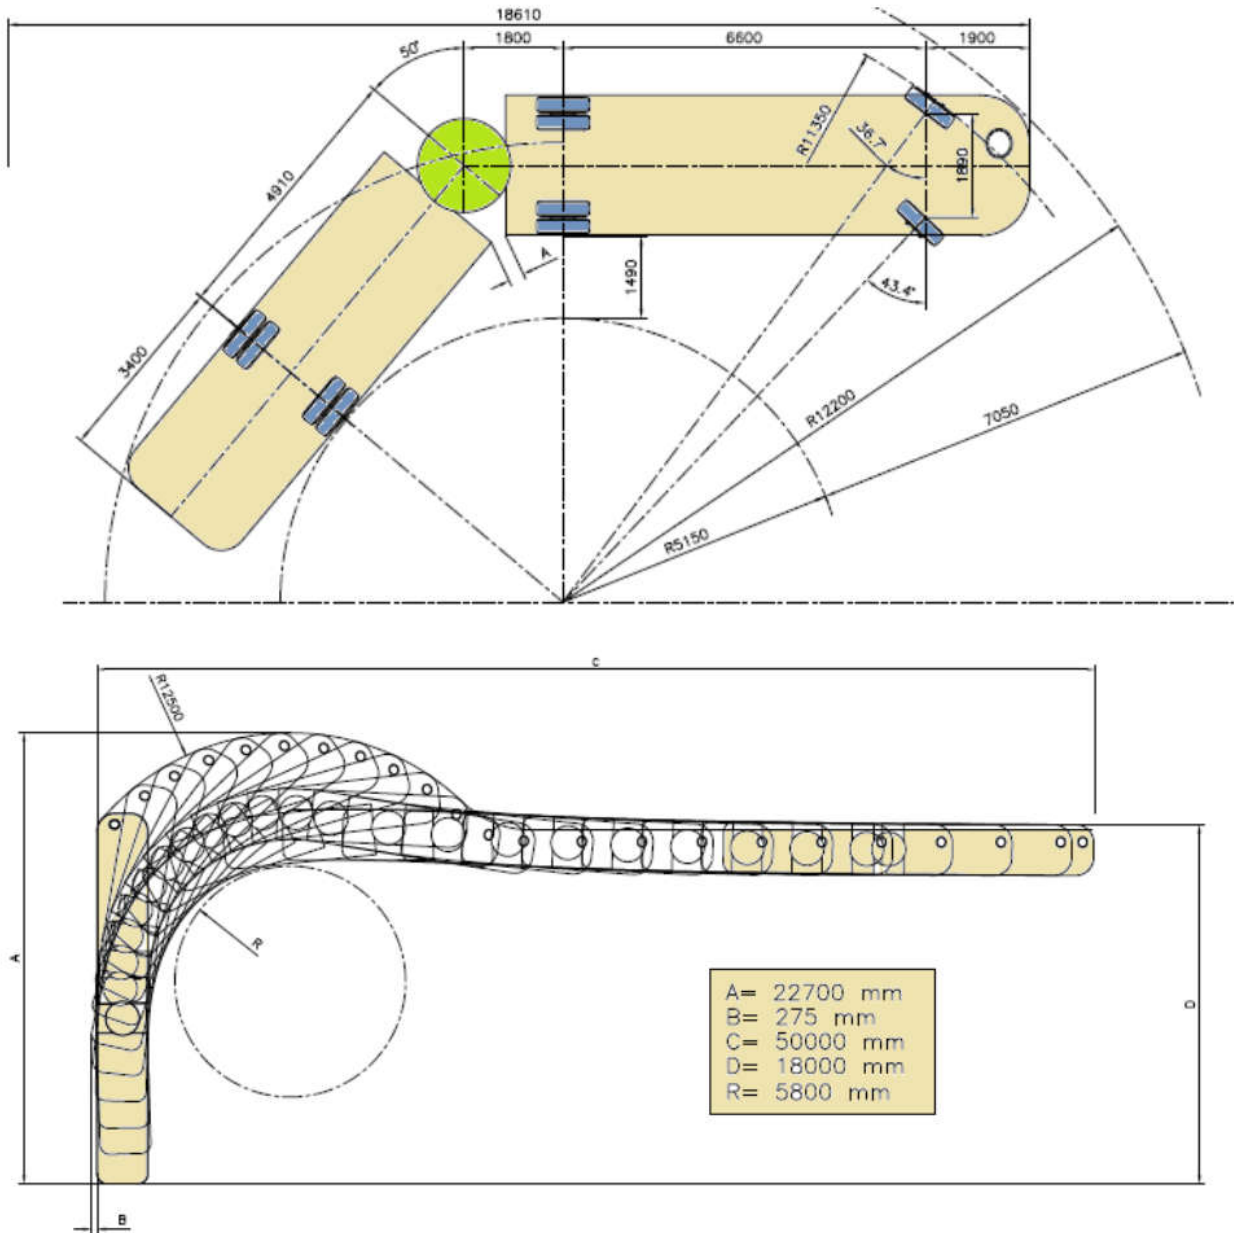 18610
50°
1800
6600
1900
R11350
36.7°
1890
4910
A
1490
43.4°
3400
R12200
7050
R5150
C
R12500
A
R
D
A= 22700 mm
B= 275 mm
C= 50000 mm
D= 18000 mm
R= 5800 mm
B